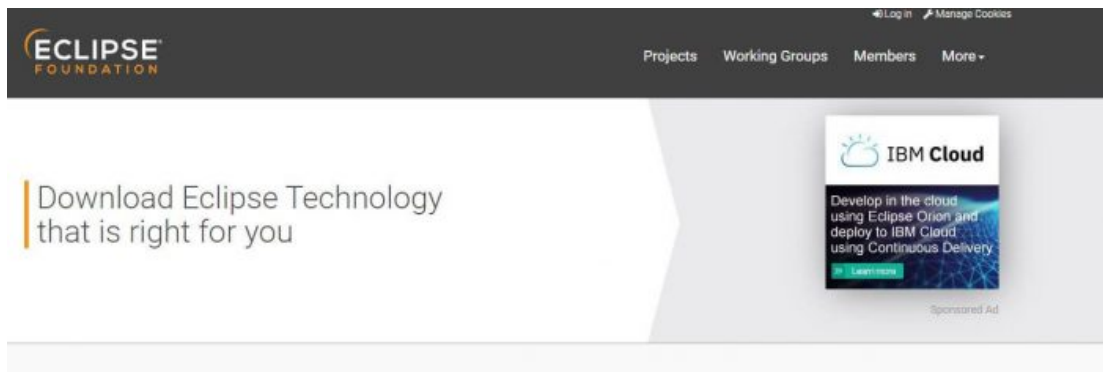 Log in Manage Cookies
ECLIPSE
FOUNDATION
Projects Working Groups Members More
Download Eclipse Technology
that is right for you
IBM Cloud
Develop in the cloud
using Eclipse Orion and
deploy to IBM Cloud
using Continuous Delivery
Learn more
Sponsored Ad